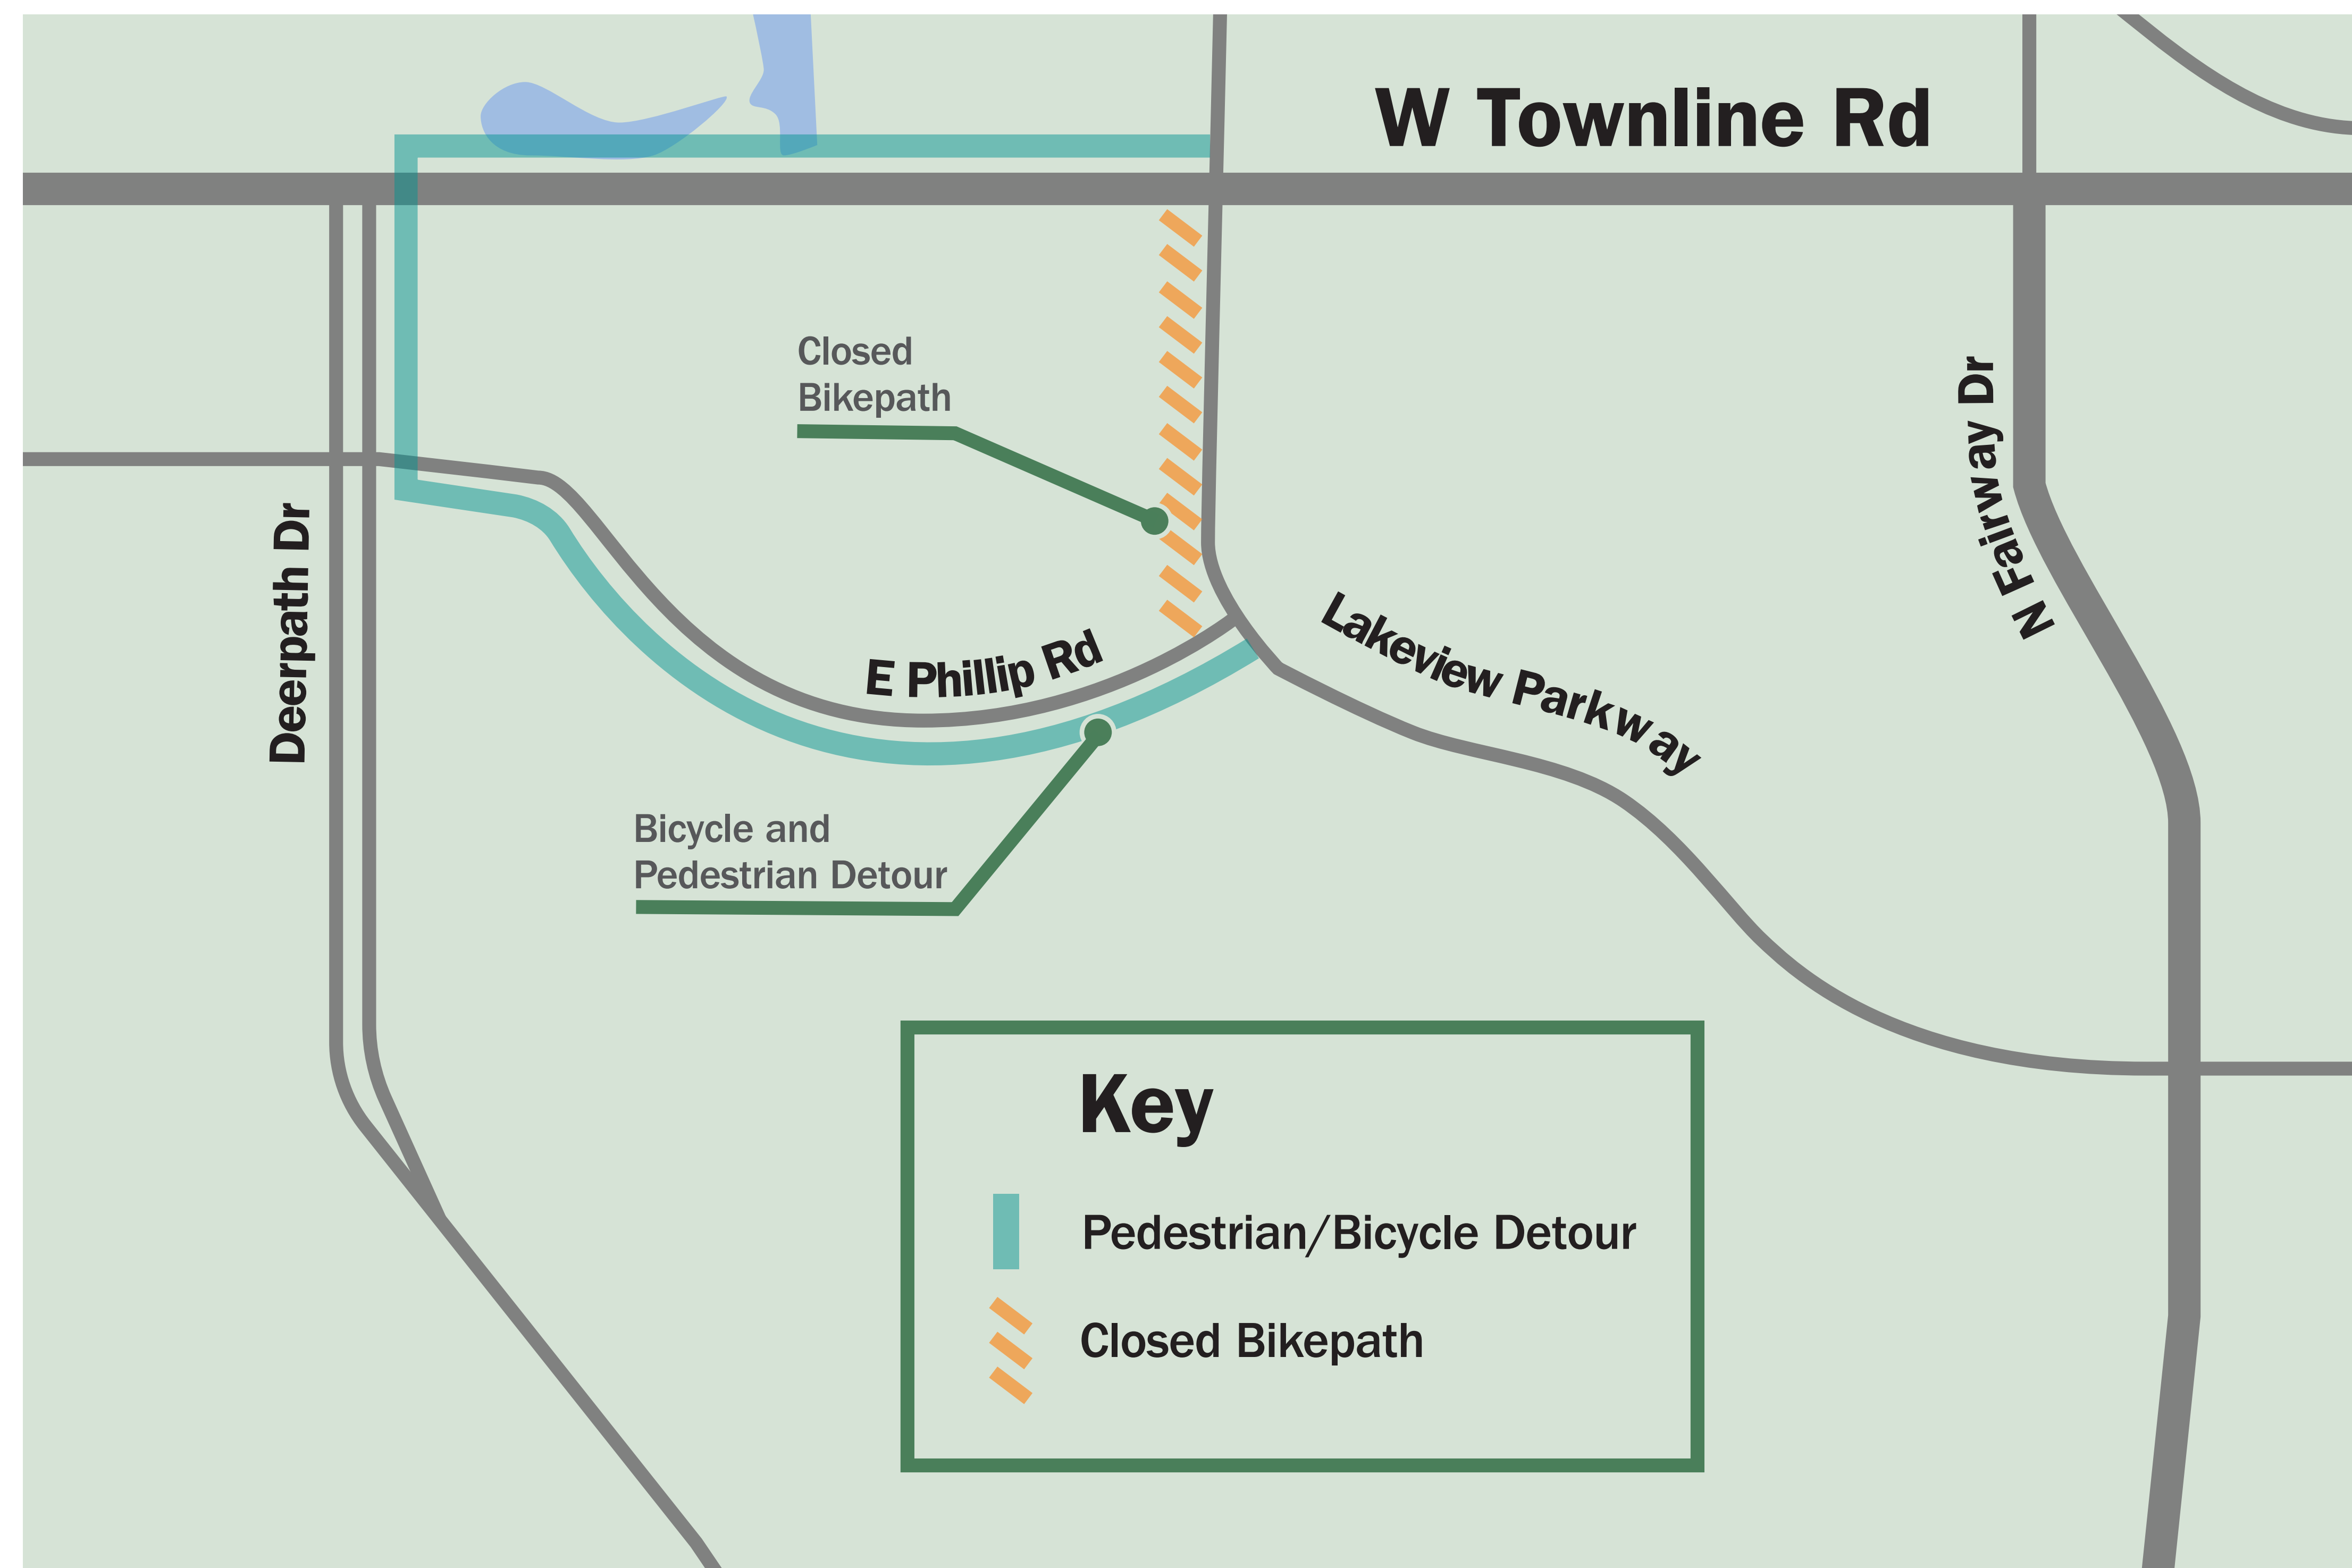 W Townline Rd
Closed
Bikepath
N Fairway Dr
Deerpath Dr
Lakeview Parkway
E Phillip Rd
Bicycle and
Pedestrian Detour
Key
Pedestrian/Bicycle Detour
Closed Bikepath